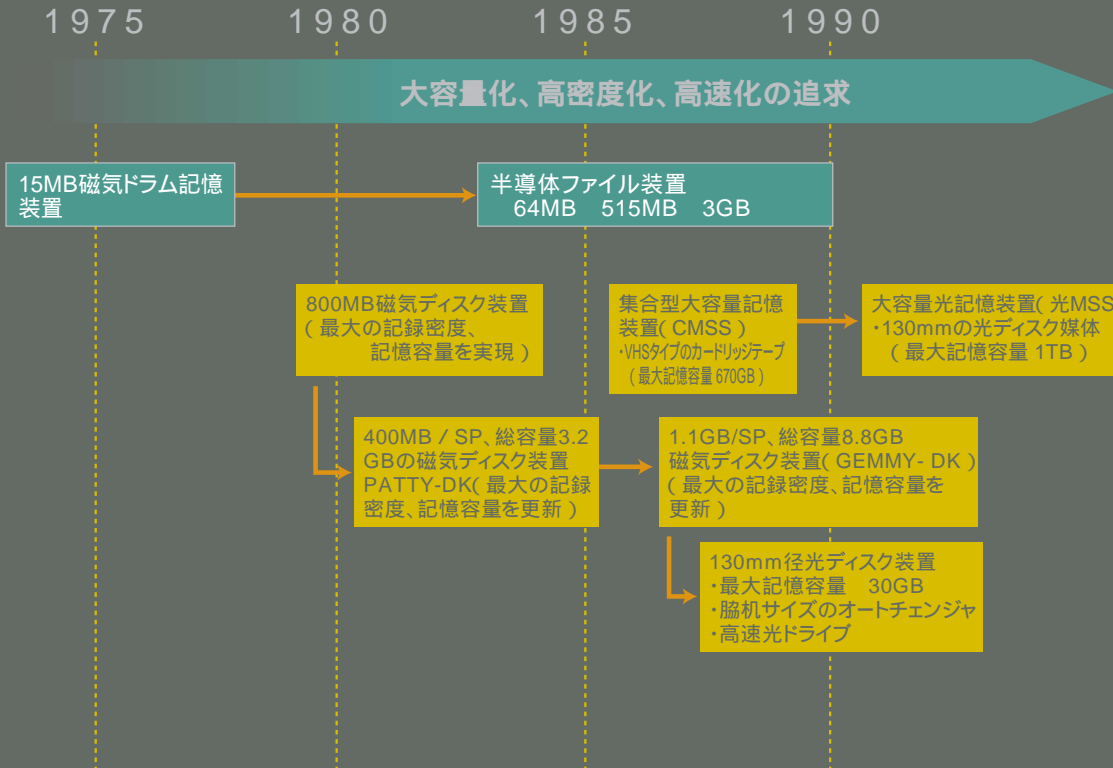 1975 1980 1985 1990
大容量化、高密度化、高速化の追求
15MB磁気ドラム記憶
装置
半導体ファイル装置
64MB 515MB 3GB
800MB磁気ディスク装置
(最大の記録密度、
記憶容量を実現)
集合型大容量記憶
装置(CMSS)
・VHSタイプのカードリッジテープ
(最大記憶容量 670GB)
大容量光記憶装置(光MSS
・130mmの光ディスク媒体
(最大記憶容量 1TB)
400MB / SP、総容量3.2
GBの磁気ディスク装置
PATTY-DK(最大の記録
密度、記憶容量を更新)
1.1GB/SP、総容量8.8GB
磁気ディスク装置(GEMMY- DK)
(最大の記録密度、記憶容量を
更新)
130mm径光ディスク装置
・最大記憶容量 30GB
・脇机サイズのオートチェンジャ
・高速光ドライブ